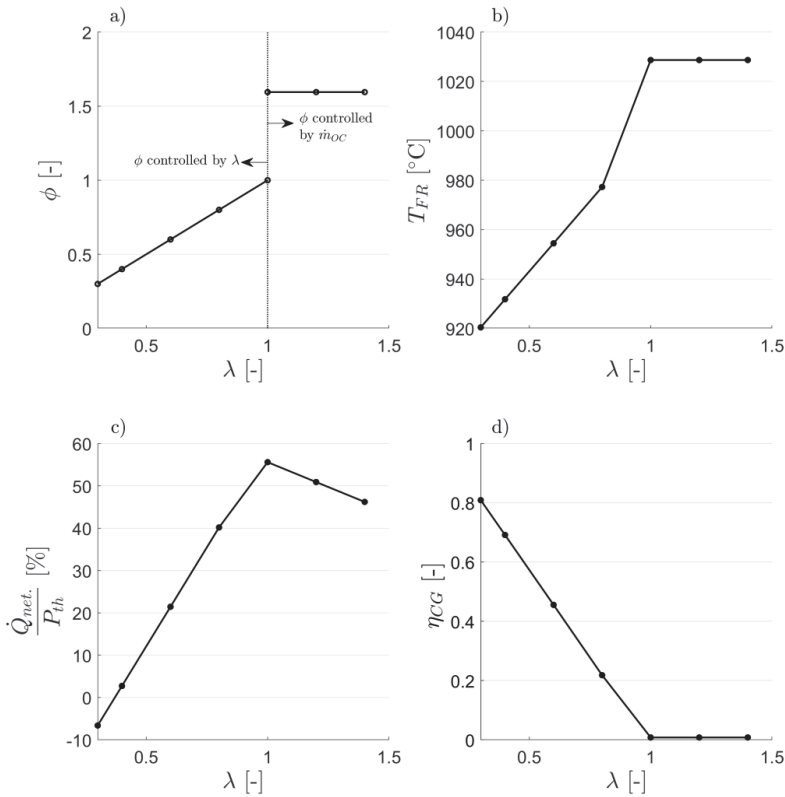 a)
2
1.5
1
0.5
0
ϕ [-]
0.5 1 1.5
λ [-]
ϕ controlled by λ
ϕ controlled
by ṁ_OC
b)
1040
1020
1000
980
960
940
920
T_FR [°C]
0.5 1 1.5
λ [-]
c)
60
50
40
30
20
10
0
-10
Q̇_net. / P_th [%]
0.5 1 1.5
λ [-]
d)
1
0.8
0.6
0.4
0.2
0
η_CG [-]
0.5 1 1.5
λ [-]